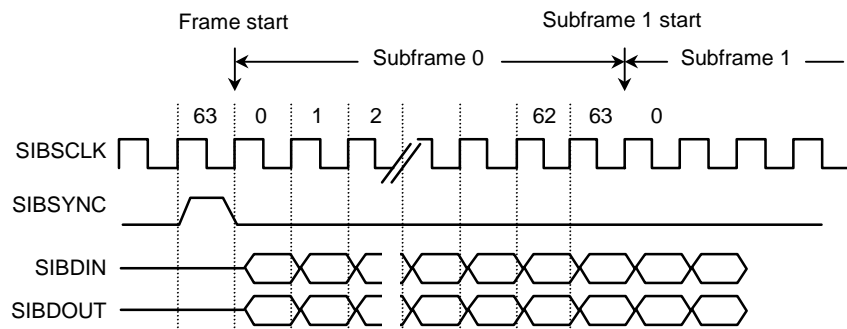 Frame start
Subframe 1 start
Subframe 0
Subframe 1
63 0 1 2 62 63 0
SIBSCLK
SIBSYNC
SIBDIN
SIBDOUT